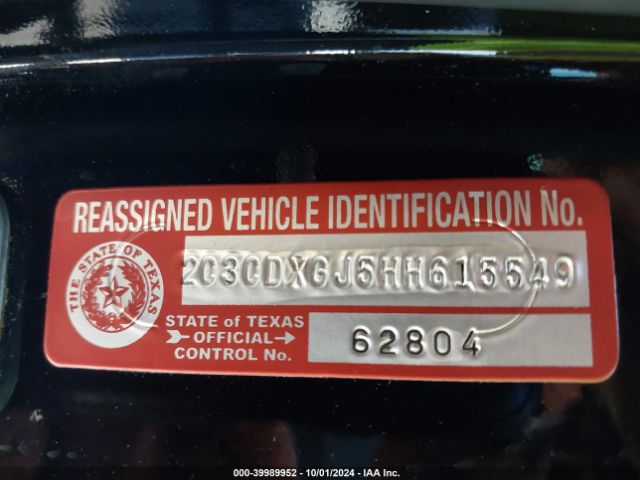 REASSIGNED VEHICLE IDENTIFICATION No.
THE STATE OF TEXAS
2C3CDXGJ5HH615549
STATE of TEXAS
OFFICIAL
CONTROL No.
62804
000-39989952 - 10/01/2024 - IAA Inc.